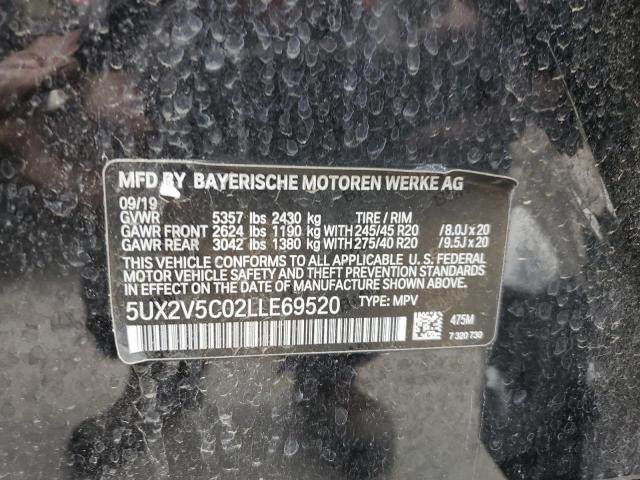 MFD BY BAYERISCHE MOTOREN WERKE AG
09/19
GVWR 5357 lbs 2430 kg TIRE / RIM
GAWR FRONT 2624 lbs 1190 kg WITH 245/45 R20 /8.0J x 20
GAWR REAR 3042 lbs 1380 kg WITH 275/40 R20 /9.5J x 20
THIS VEHICLE CONFORMS TO ALL APPLICABLE U. S. FEDERAL
MOTOR VEHICLE SAFETY, BUMPER, AND THEFT PREVENTION
STANDARDS IN EFFECT ON THE DATE OF
MANUFACTURE SHOWN ABOVE.
5UX2V5C02LLE69520 TYPE: MPV
475M
7 320 730